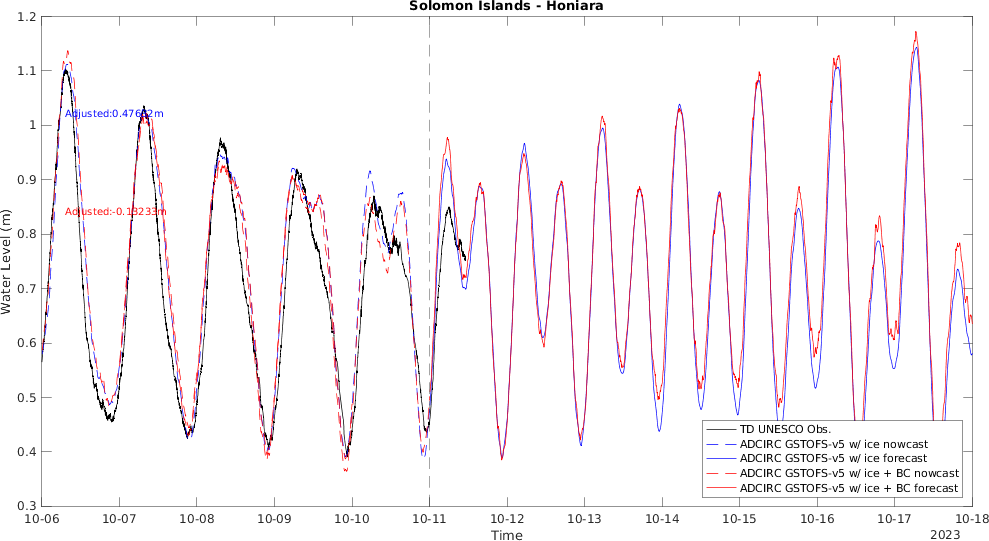 Solomon Islands - Honiara
1.2
1.1
1
0.9
0.8
0.7
0.6
0.5
0.4
0.3
Water Level (m)
Adjusted:-0.13233m
TD UNESCO Obs.
ADCIRC GSTOFS-v5 w/ ice nowcast
ADCIRC GSTOFS-v5 w/ ice forecast
ADCIRC GSTOFS-v5 w/ ice + BC nowcast
ADCIRC GSTOFS-v5 w/ ice + BC forecast
10-06 10-07 10-08 10-09 10-10 10-11 10-12 10-13 10-14 10-15 10-16 10-17 10-18
Time
2023